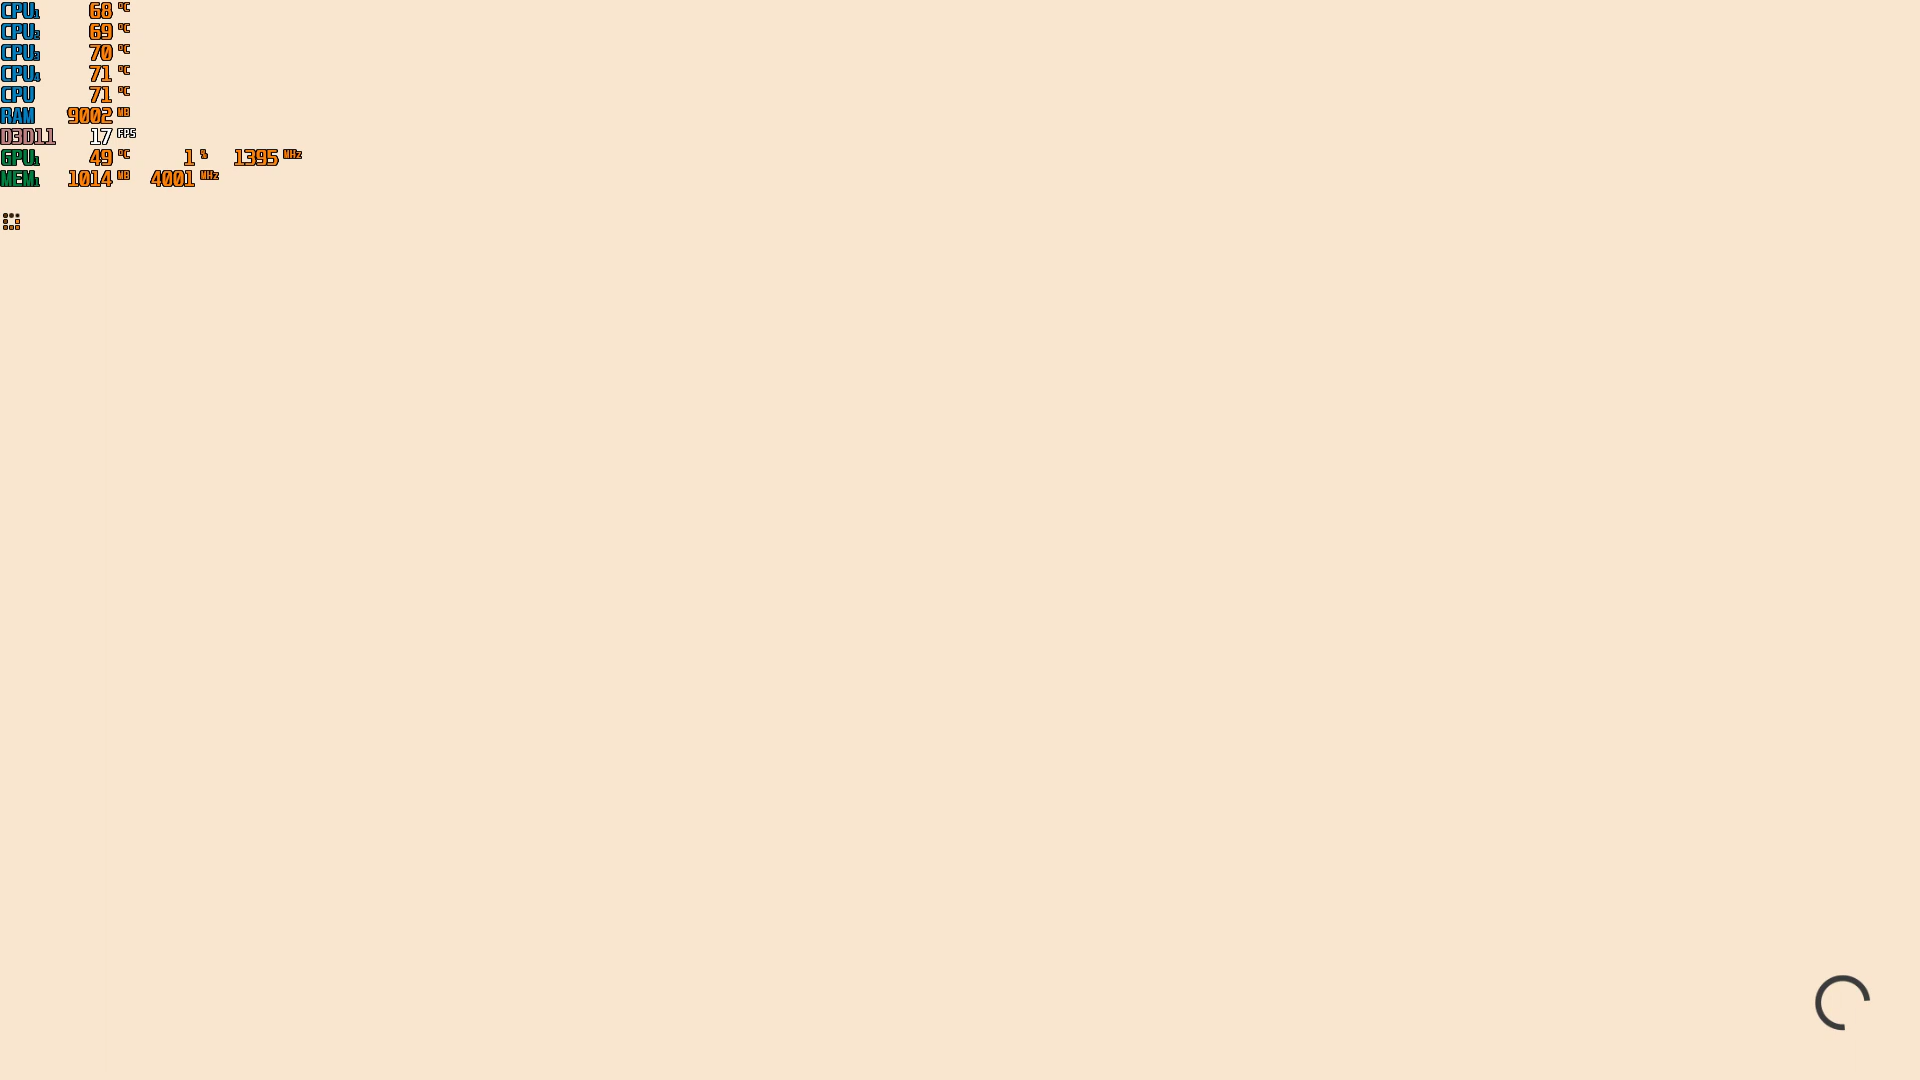 CPU1 68 °C
CPU2 69 °C
CPU3 70 °C
CPU4 71 °C
CPU 71 °C
RAM 9002 MB
D3D11 17 FPS
GPU1 49 °C 1 % 1395 MHz
MEM1 1014 MB 4001 MHz